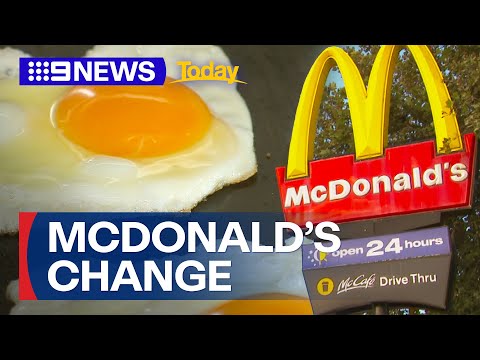 9NEWS
Today
McDonald's
open 24 hours
McCafé Drive Thru
MCDONALD'S
CHANGE